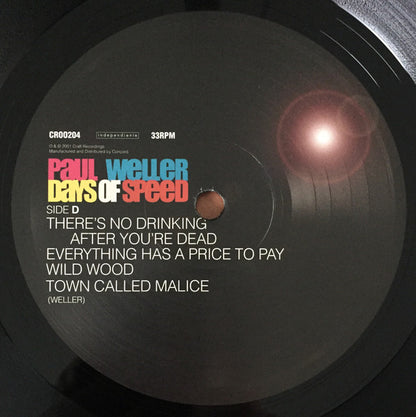 CR00204 independiente 33RPM
℗ & © 2001 Craft Recordings
Manufactured and Distributed by Concord.
PAUL WELLER
DAYS OF SPEED
SIDE D
THERE'S NO DRINKING
AFTER YOU'RE DEAD
EVERYTHING HAS A PRICE TO PAY
WILD WOOD
TOWN CALLED MALICE
(WELLER)